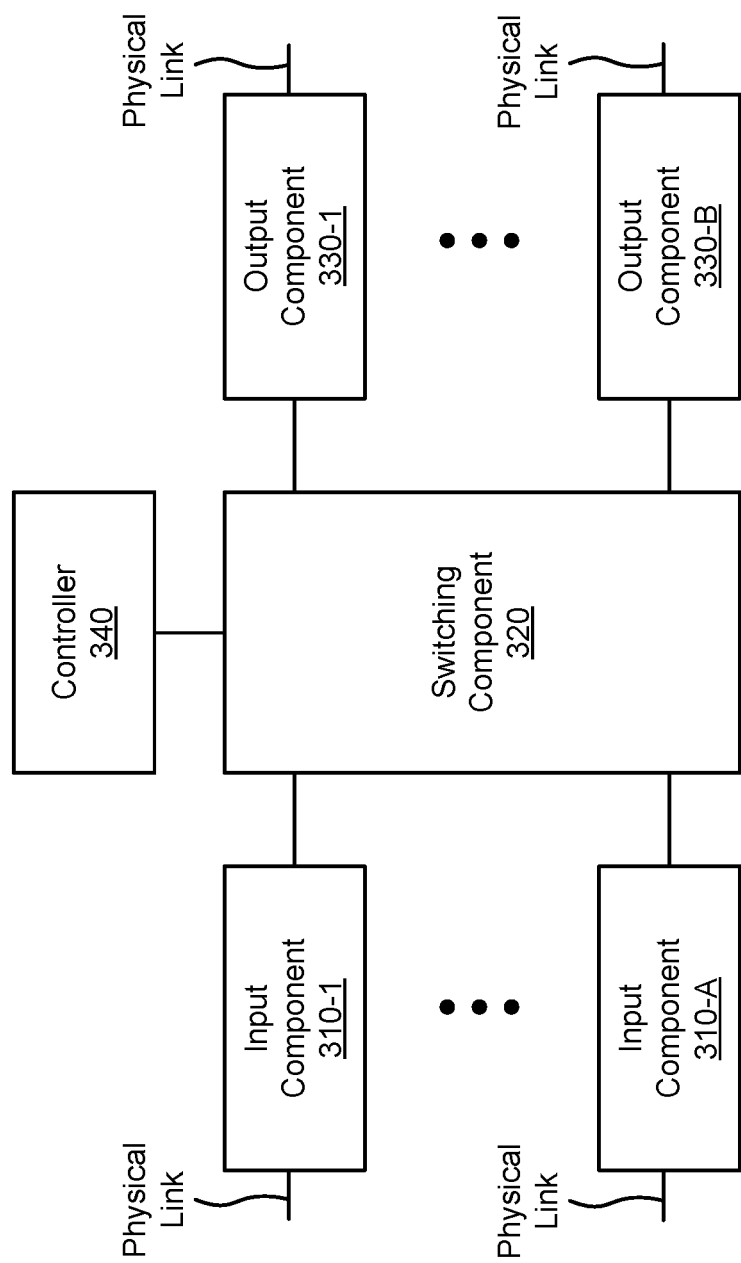 Controller
340
Physical
Link
Input
Component
310-1
Switching
Component
320
Output
Component
330-1
Physical
Link
Physical
Link
Input
Component
310-A
Output
Component
330-B
Physical
Link